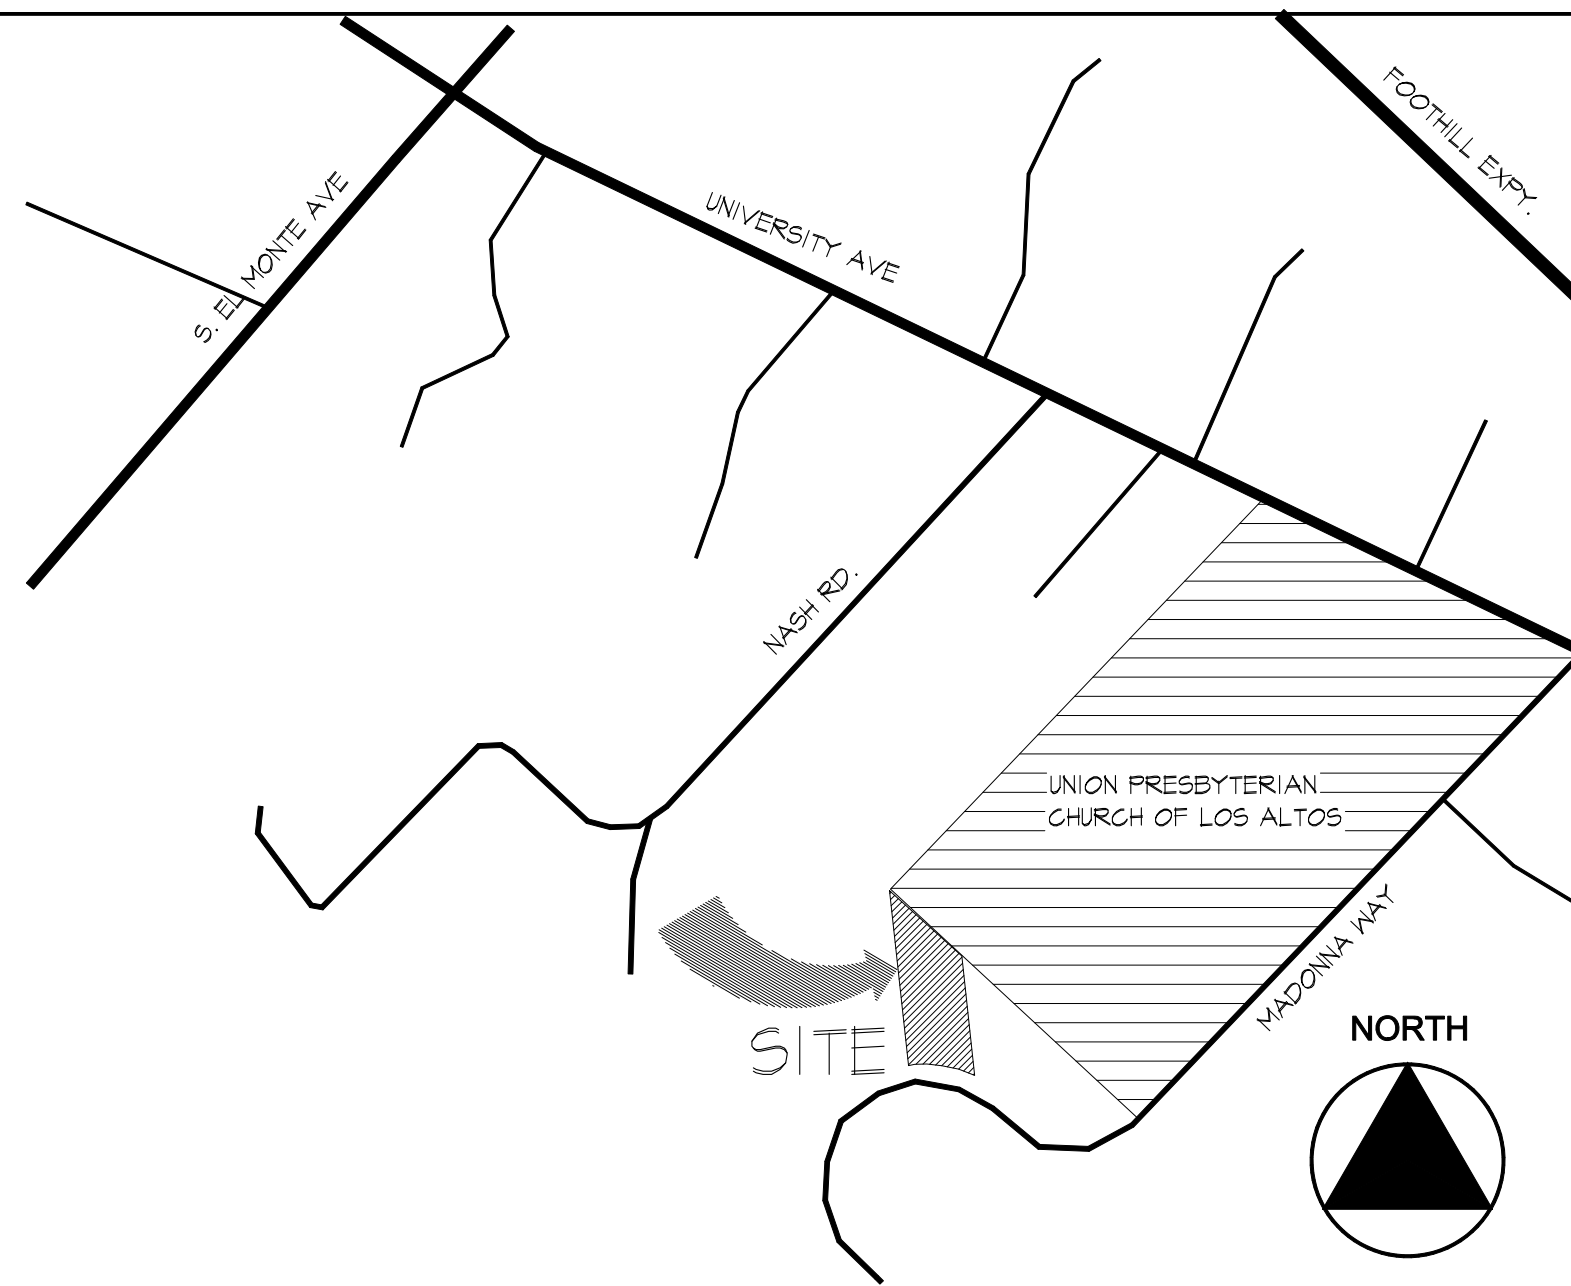 FOOTHILL EXPY.
S. EL MONTE AVE
UNIVERSITY AVE
NASH RD.
UNION PRESBYTERIAN
CHURCH OF LOS ALTOS
MADONNA WAY
SITE
NORTH